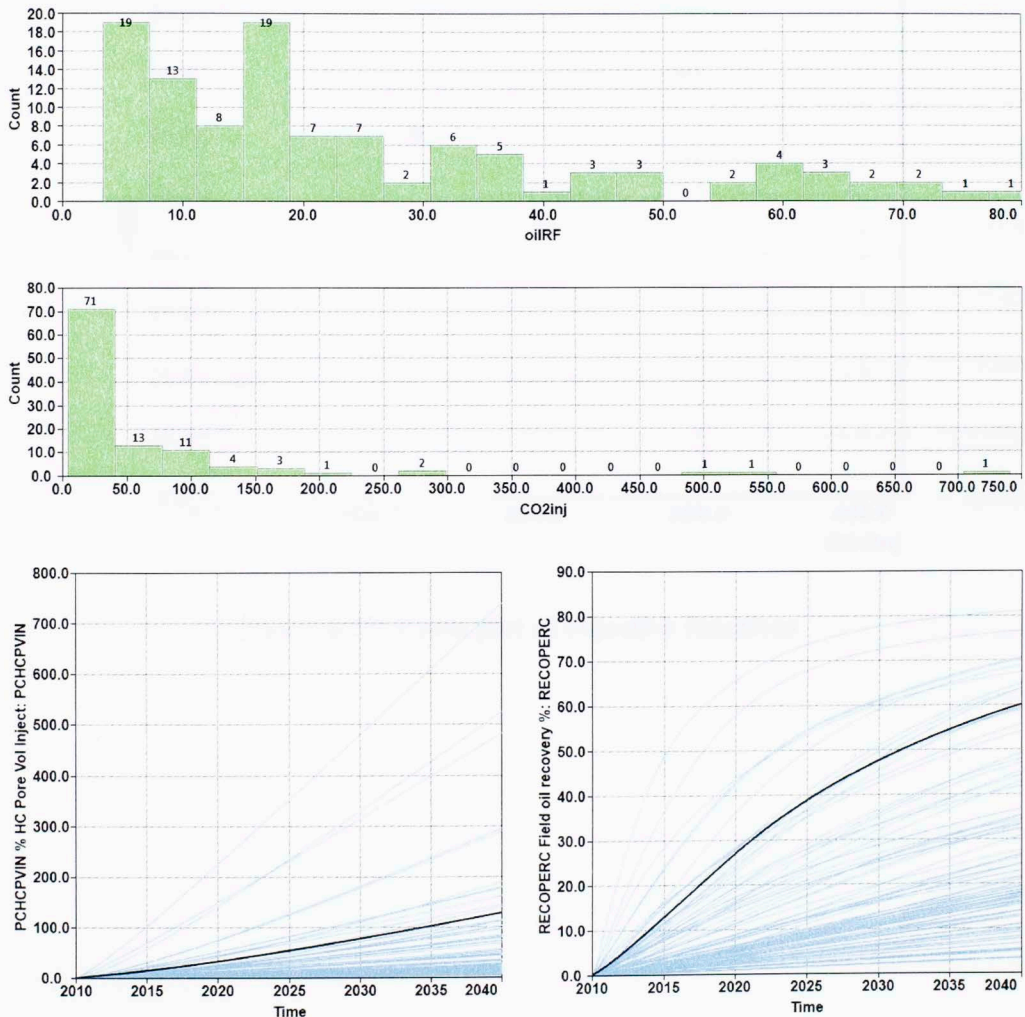 20.0
18.0
16.0
14.0
12.0
10.0
8.0
6.0
4.0
2.0
0.0
Count
19 13 8 19 7 7 2 6 5 1 3 3 0 2 4 3 2 2 1 1
0.0 10.0 20.0 30.0 40.0 50.0 60.0 70.0 80.0
oilRF
80.0
70.0
60.0
50.0
40.0
30.0
20.0
10.0
0.0
Count
71 13 11 4 3 1 0 2 0 0 0 0 0 1 1 0 0 0 0 1
0.0 50.0 100.0 150.0 200.0 250.0 300.0 350.0 400.0 450.0 500.0 550.0 600.0 650.0 700.0 750.0
CO2inj
800.0
700.0
600.0
500.0
400.0
300.0
200.0
100.0
0.0
PCHCPVIN % HC Pore Vol Inject: PCHCPVIN
2010 2015 2020 2025 2030 2035 2040
Time
90.0
80.0
70.0
60.0
50.0
40.0
30.0
20.0
10.0
0.0
RECOPERC Field oil recovery %: RECOPERC
2010 2015 2020 2025 2030 2035 2040
Time